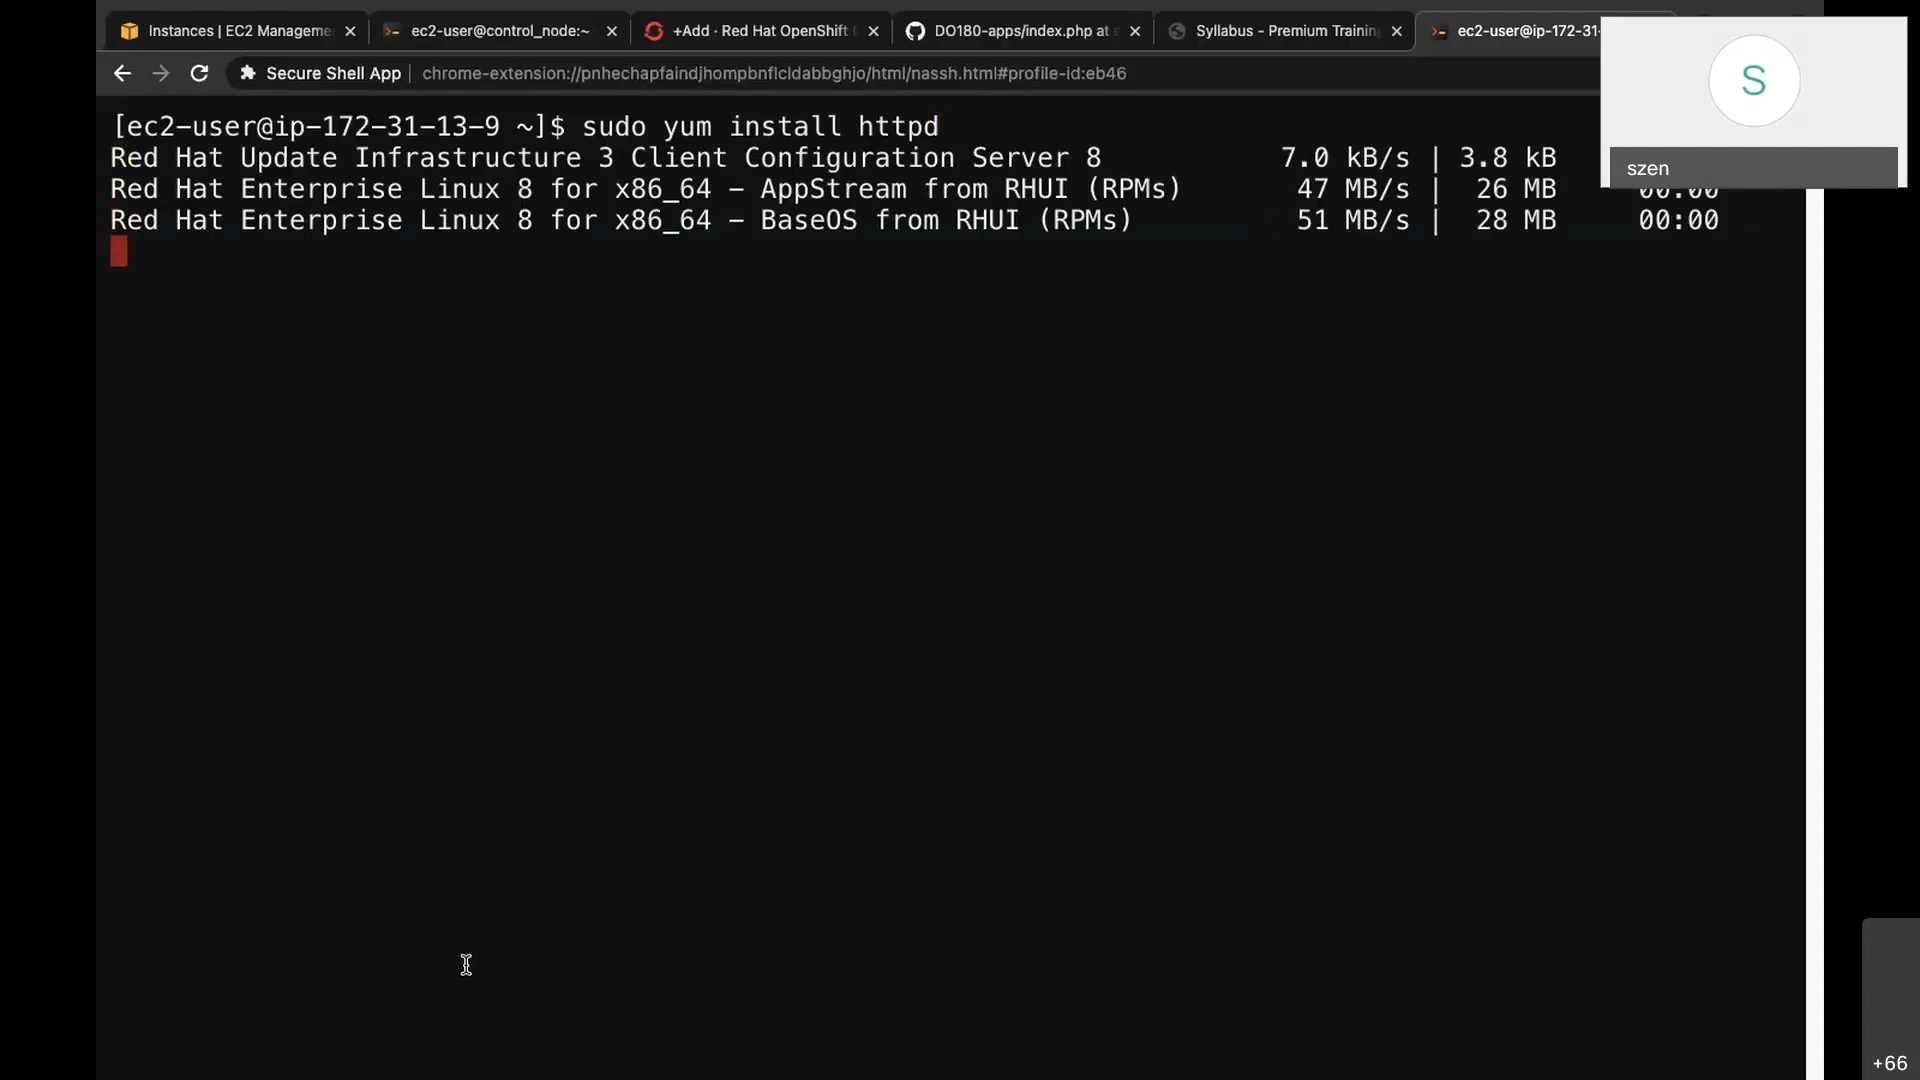 Instances | EC2 Manageme
ec2-user@control_node:~
+Add · Red Hat OpenShift
DO180-apps/index.php at
Syllabus - Premium Training
ec2-user@ip-172-31-
Secure Shell App
chrome-extension://pnhechapfaindjhompbnflcldabbghjo/html/nassh.html#profile-id:eb46
S
szen
[ec2-user@ip-172-31-13-9 ~]$ sudo yum install httpd
Red Hat Update Infrastructure 3 Client Configuration Server 8 7.0 kB/s | 3.8 kB
Red Hat Enterprise Linux 8 for x86_64 - AppStream from RHUI (RPMs) 47 MB/s | 26 MB 00:00
Red Hat Enterprise Linux 8 for x86_64 - BaseOS from RHUI (RPMs) 51 MB/s | 28 MB 00:00
+66